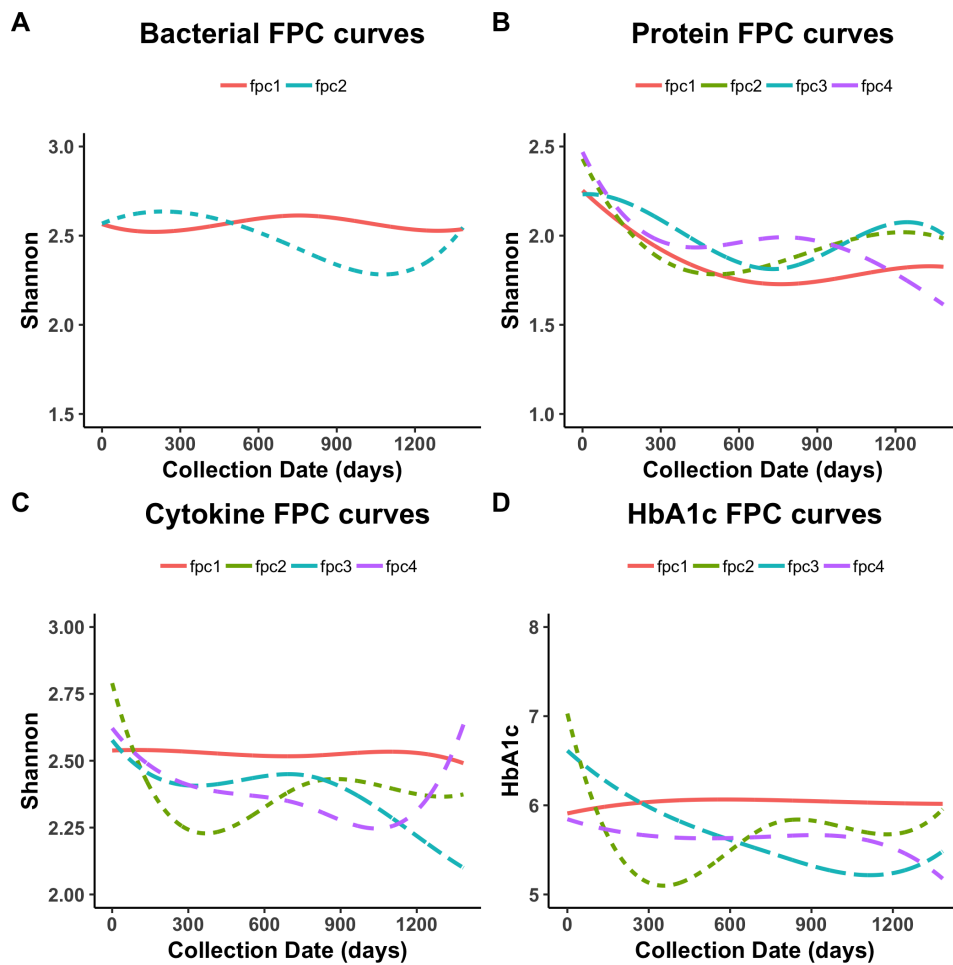 A
Bacterial FPC curves
fpc1 fpc2
3.0
2.5
2.0
1.5
Shannon
0 300 600 900 1200
Collection Date (days)
B
Protein FPC curves
fpc1 fpc2 fpc3 fpc4
2.5
2.0
1.5
1.0
Shannon
0 300 600 900 1200
Collection Date (days)
C
Cytokine FPC curves
fpc1 fpc2 fpc3 fpc4
3.00
2.75
2.50
2.25
2.00
Shannon
0 300 600 900 1200
Collection Date (days)
D
HbA1c FPC curves
fpc1 fpc2 fpc3 fpc4
8
7
6
5
HbA1c
0 300 600 900 1200
Collection Date (days)